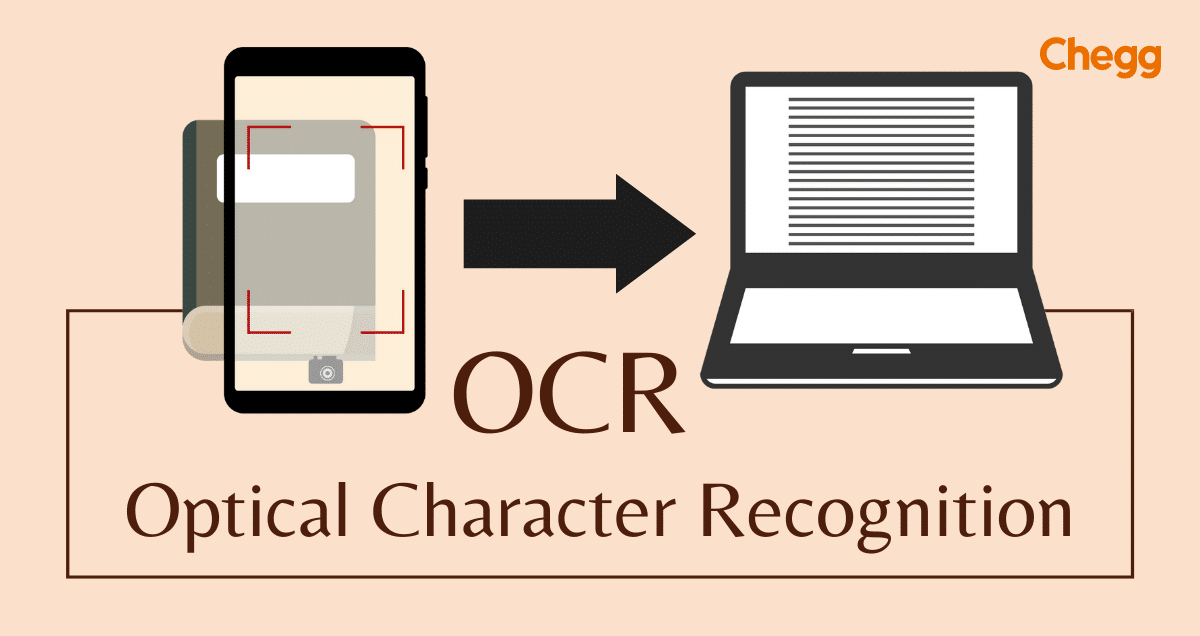 Chegg
OCR
Optical Character Recognition